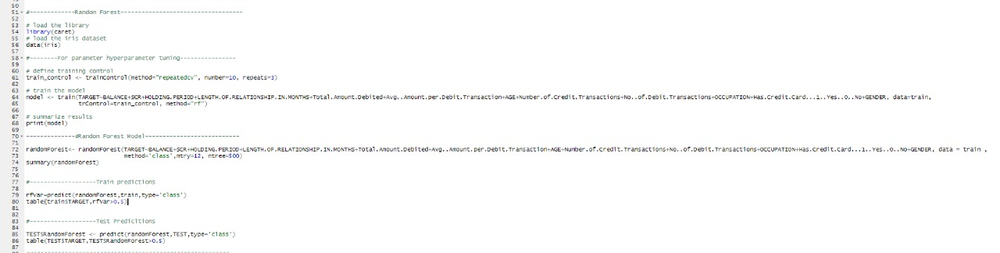 50
51 #-------------Random Forest-----------------------------------
52
53 # load the library
54 library(caret)
55 # load the iris dataset
56 data(iris)
57
58 #--------For parameter hyperparameter tuning----------------
59
60 # define training control
61 train_control <- trainControl(method="repeatedcv", number=10, repeats=3)
62
63 # train the model
64 model <- train(TARGET~BALANCE+SCR+HOLDING.PERIOD+LENGTH.OF.RELATIONSHIP.IN.MONTHS+Total.Amount.Debited+Avg..Amount.per.Debit.Transaction+AGE+Number.of.Credit.Transactions+No..of.Debit.Transactions+OCCUPATION+Has.Credit.Card...1..Yes..0..No+GENDER, data=train,
65 trControl=train_control, method="rf")
66
67 # summarize results
68 print(model)
69
70 --------------#Random Forest Model---------------------------
71
72 randomForest<- randomForest(TARGET~BALANCE+SCR+HOLDING.PERIOD+LENGTH.OF.RELATIONSHIP.IN.MONTHS+Total.Amount.Debited+Avg..Amount.per.Debit.Transaction+AGE+Number.of.Credit.Transactions+No..of.Debit.Transactions+OCCUPATION+Has.Credit.Card...1..Yes..0..No+GENDER, data = train ,
73 method='class',mtry=12, ntree=500)
74 summary(randomForest)
75
76
77 #-------------------Train predictions
78
79 rfVar=predict(randomForest,train,type='class')
80 table(train$TARGET,rfVar>0.5)
81
82
83 #-------------------Test Predicitions
84
85 TEST$RandomForest <- predict(randomForest,TEST,type='class')
86 table(TEST$TARGET,TEST$RandomForest>0.5)
87